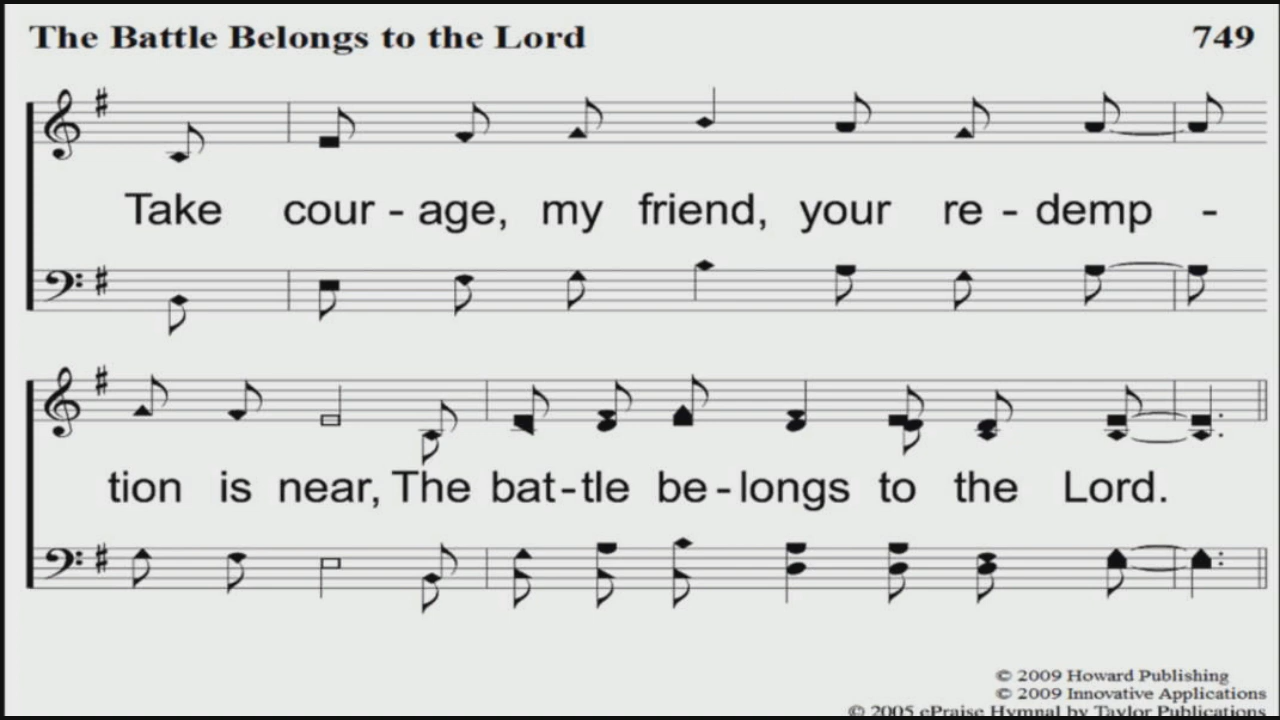 The Battle Belongs to the Lord 749
Take cour - age, my friend, your re - demp -
tion is near, The bat - tle be - longs to the Lord.
© 2009 Howard Publishing
© 2009 Innovative Applications
© 2005 ePraise Hymnal by Taylor Publications